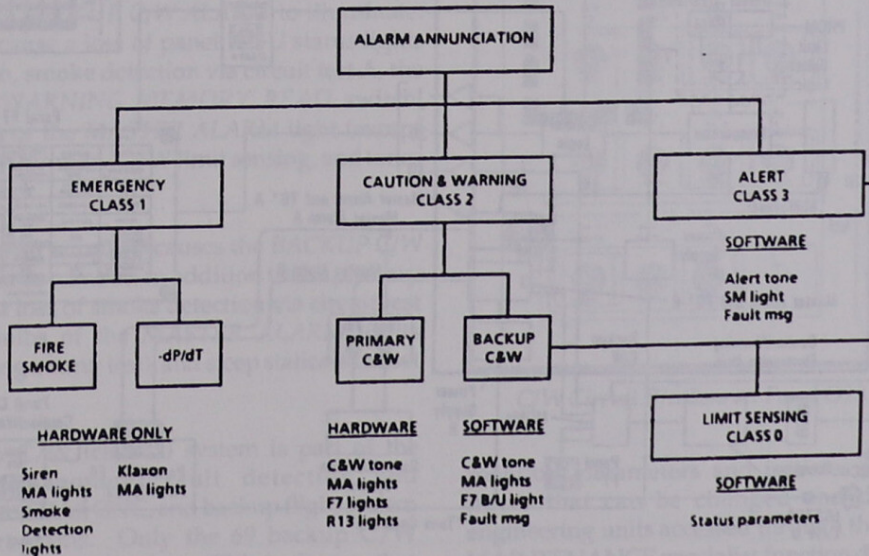 ALARM ANNUNCIATION
EMERGENCY
CLASS 1
CAUTION & WARNING
CLASS 2
ALERT
CLASS 3
SOFTWARE
Alert tone
SM light
Fault msg
FIRE
SMOKE
-dP/dT
PRIMARY
C&W
BACKUP
C&W
LIMIT SENSING
CLASS 0
SOFTWARE
Status parameters
HARDWARE ONLY
Siren
MA lights
Smoke
Detection
lights
Klaxon
MA lights
HARDWARE
C&W tone
MA lights
F7 lights
R13 lights
SOFTWARE
C&W tone
MA lights
F7 B/U light
Fault msg